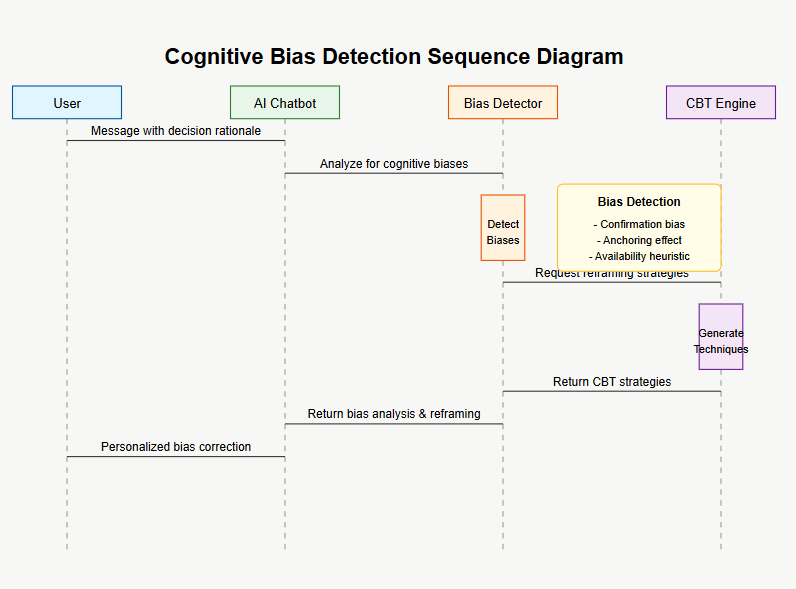 Cognitive Bias Detection Sequence Diagram
User
AI Chatbot
Bias Detector
CBT Engine
Message with decision rationale
Analyze for cognitive biases
Bias Detection
- Confirmation bias
- Anchoring effect
- Availability heuristic
Detect
Biases
Request reframing strategies
Generate
Techniques
Return CBT strategies
Return bias analysis & reframing
Personalized bias correction